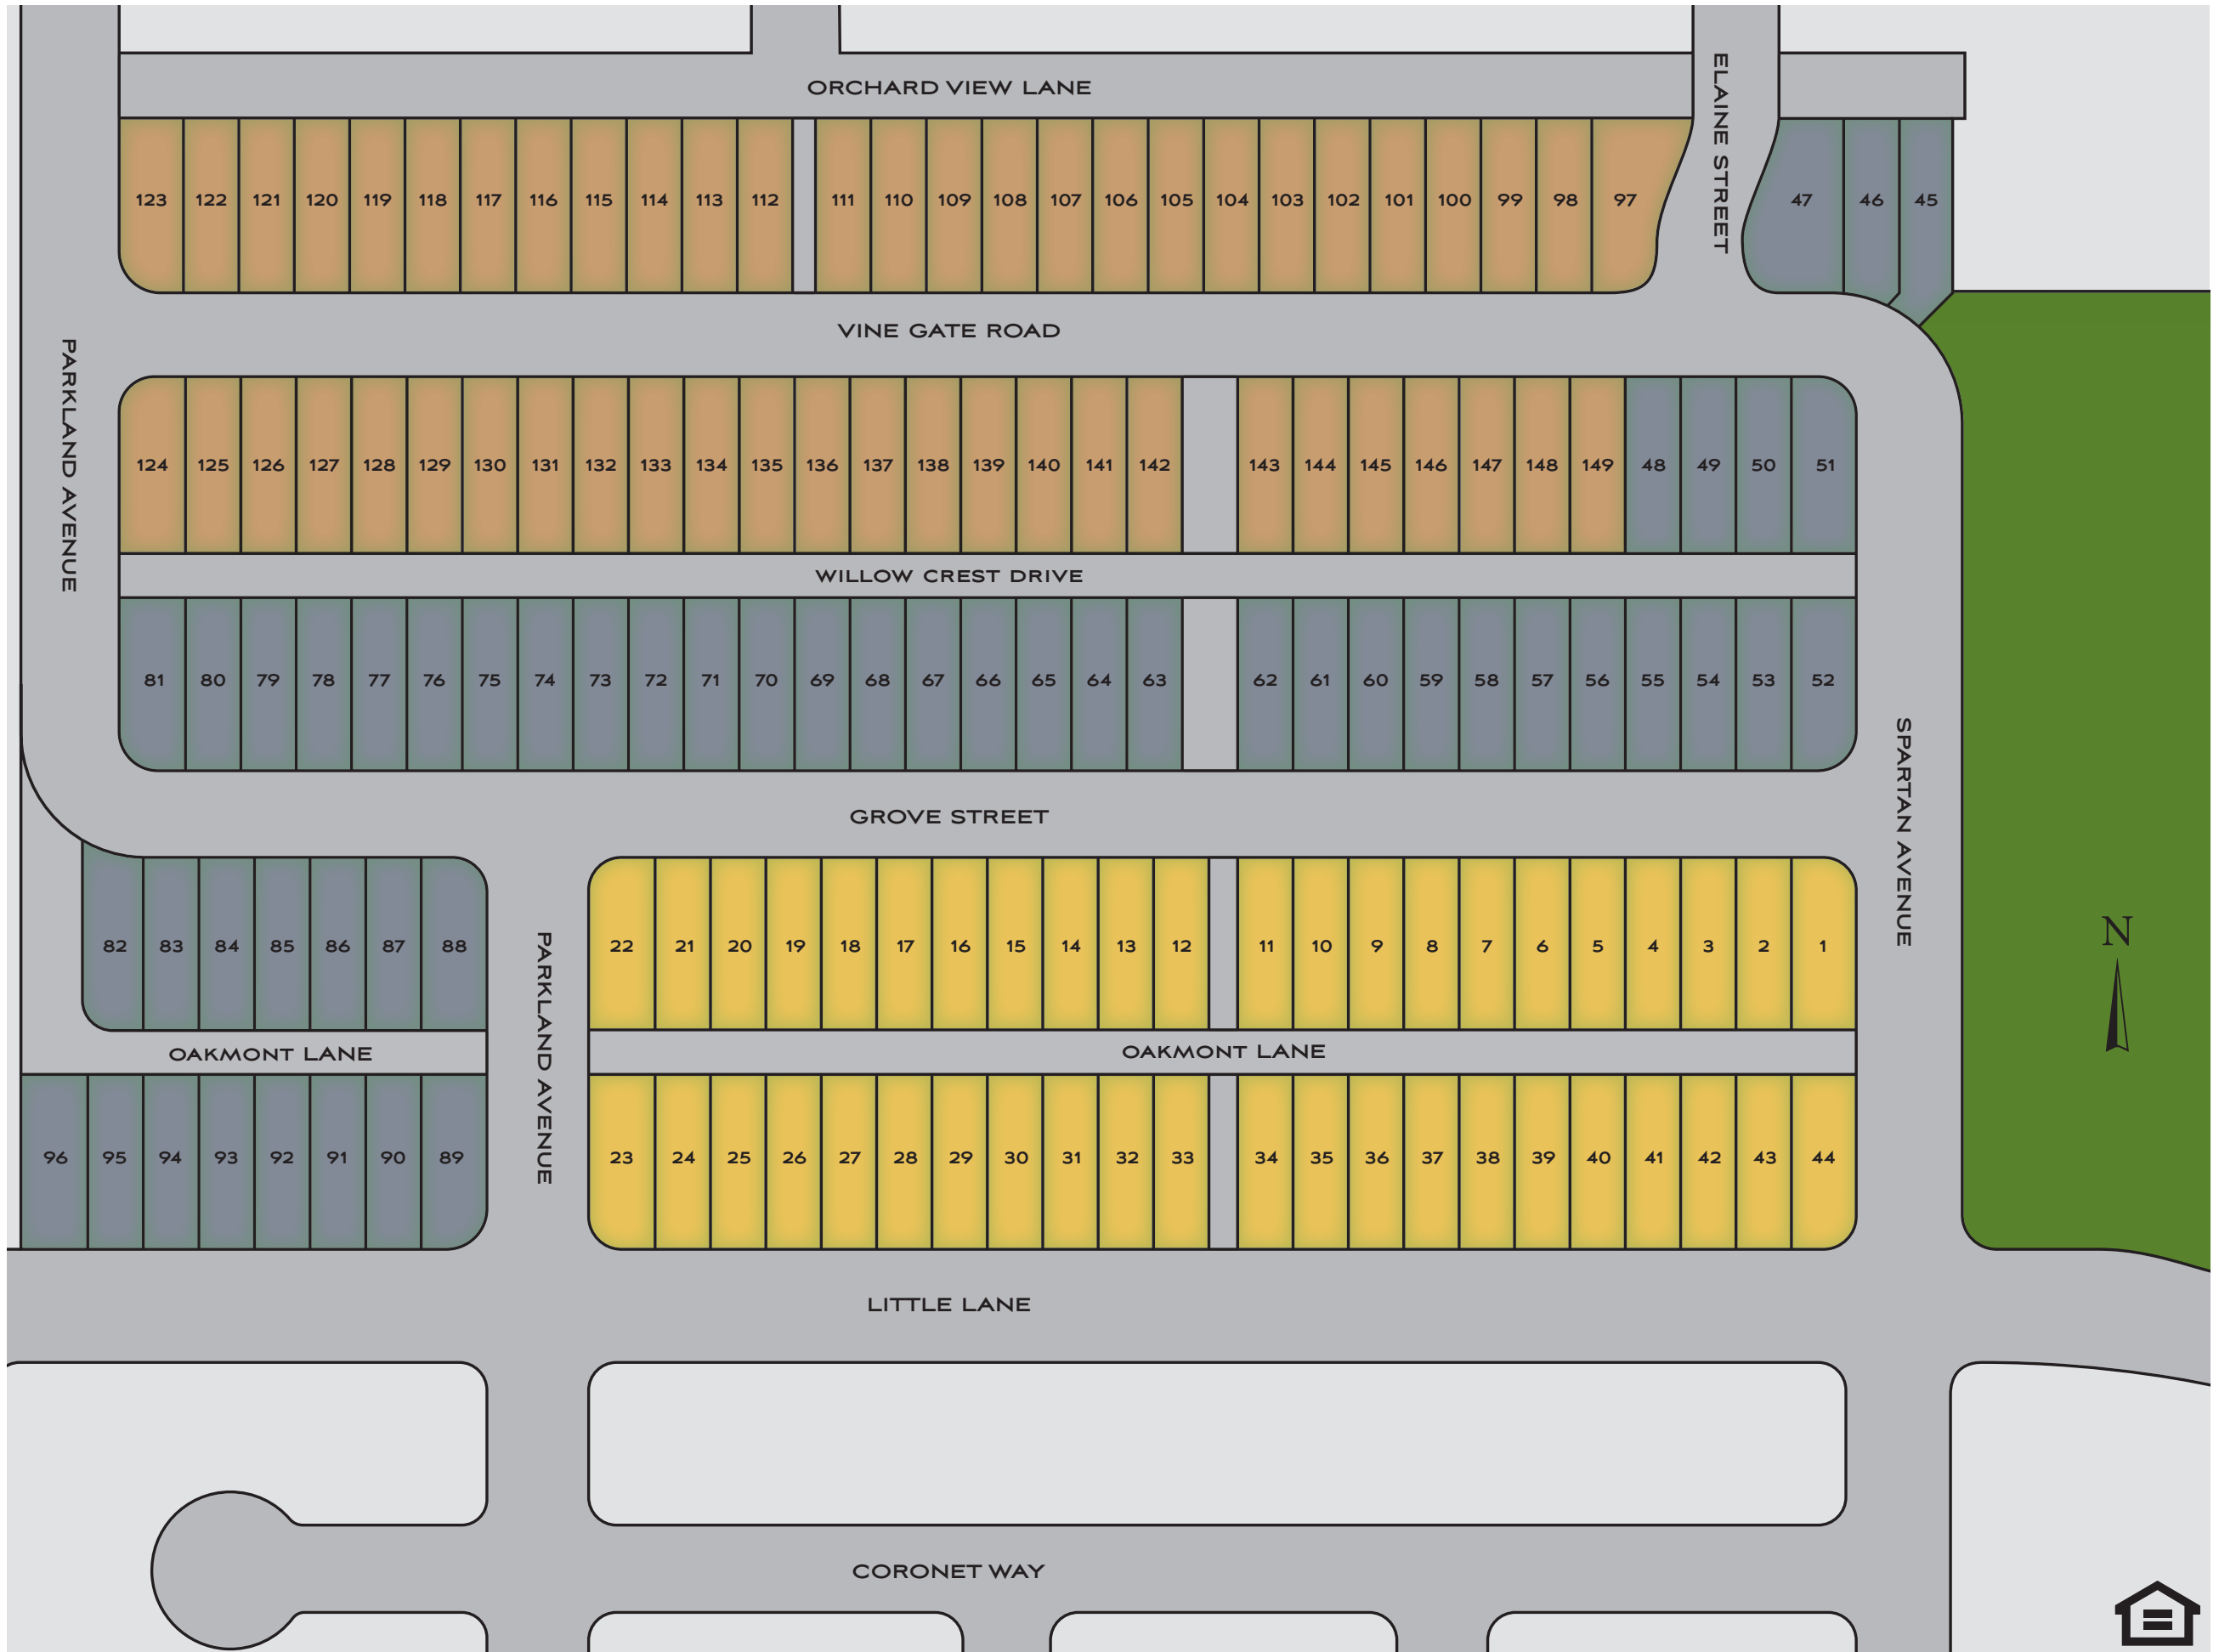 ORCHARD VIEW LANE
ELAINE STREET
123 122 121 120 119 118 117 116 115 114 113 112 111 110 109 108 107 106 105 104 103 102 101 100 99 98 97 47 46 45
VINE GATE ROAD
PARKLAND AVENUE
124 125 126 127 128 129 130 131 132 133 134 135 136 137 138 139 140 141 142 143 144 145 146 147 148 149 48 49 50 51
WILLOW CREST DRIVE
81 80 79 78 77 76 75 74 73 72 71 70 69 68 67 66 65 64 63 62 61 60 59 58 57 56 55 54 53 52
SPARTAN AVENUE
GROVE STREET
82 83 84 85 86 87 88 22 21 20 19 18 17 16 15 14 13 12 11 10 9 8 7 6 5 4 3 2 1
N
PARKLAND AVENUE
OAKMONT LANE
OAKMONT LANE
96 95 94 93 92 91 90 89 23 24 25 26 27 28 29 30 31 32 33 34 35 36 37 38 39 40 41 42 43 44
LITTLE LANE
CORONET WAY